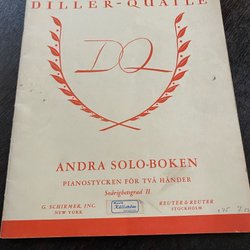 DILLER-QUAILE
DQ
ANDRA SOLO-BOKEN
PIANOSTYCKEN FÖR TVÅ HÄNDER
Svårighetsgrad II
G. SCHIRMER, INC.
NEW YORK
REUTER & REUTER
STOCKHOLM